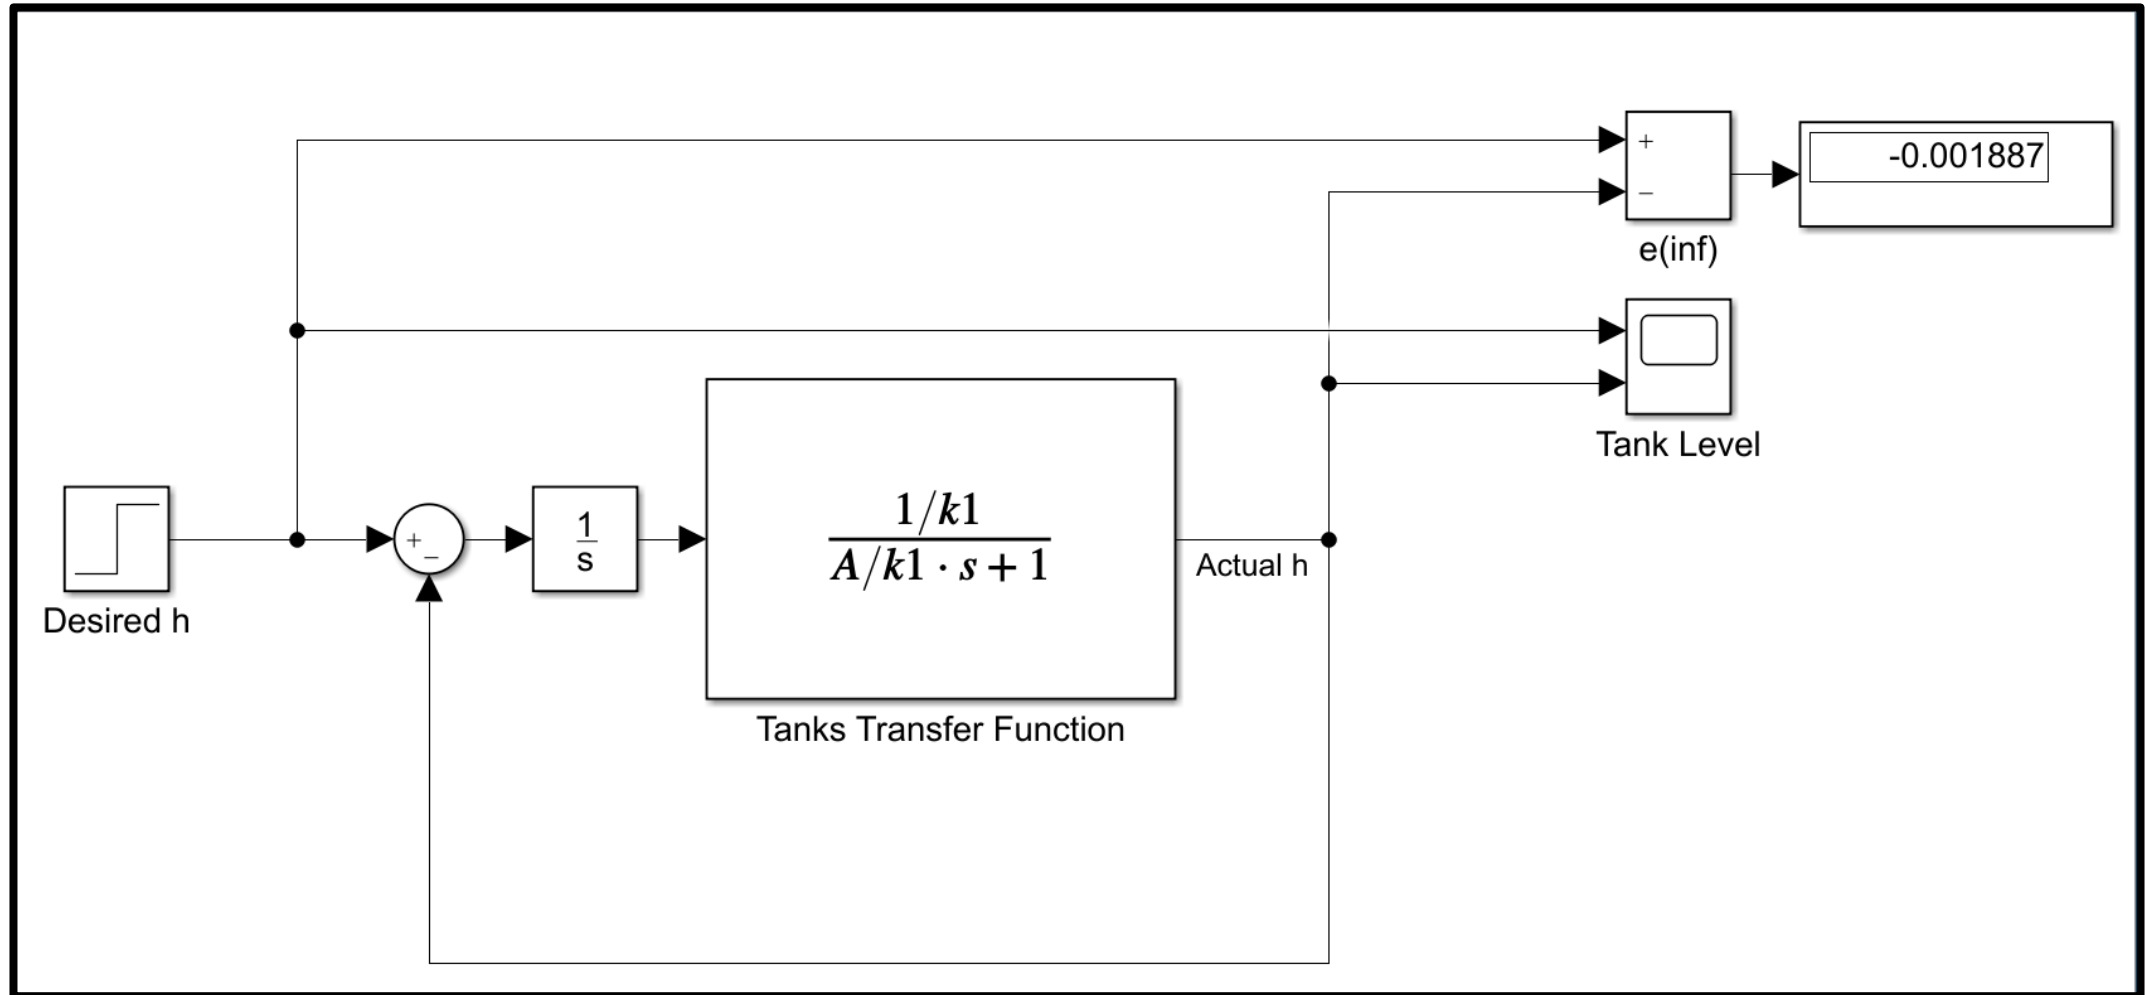 +
−
-0.001887
e(inf)
Tank Level
Desired h
+
−
1
s
1/k1
A/k1 · s + 1
Actual h
Tanks Transfer Function